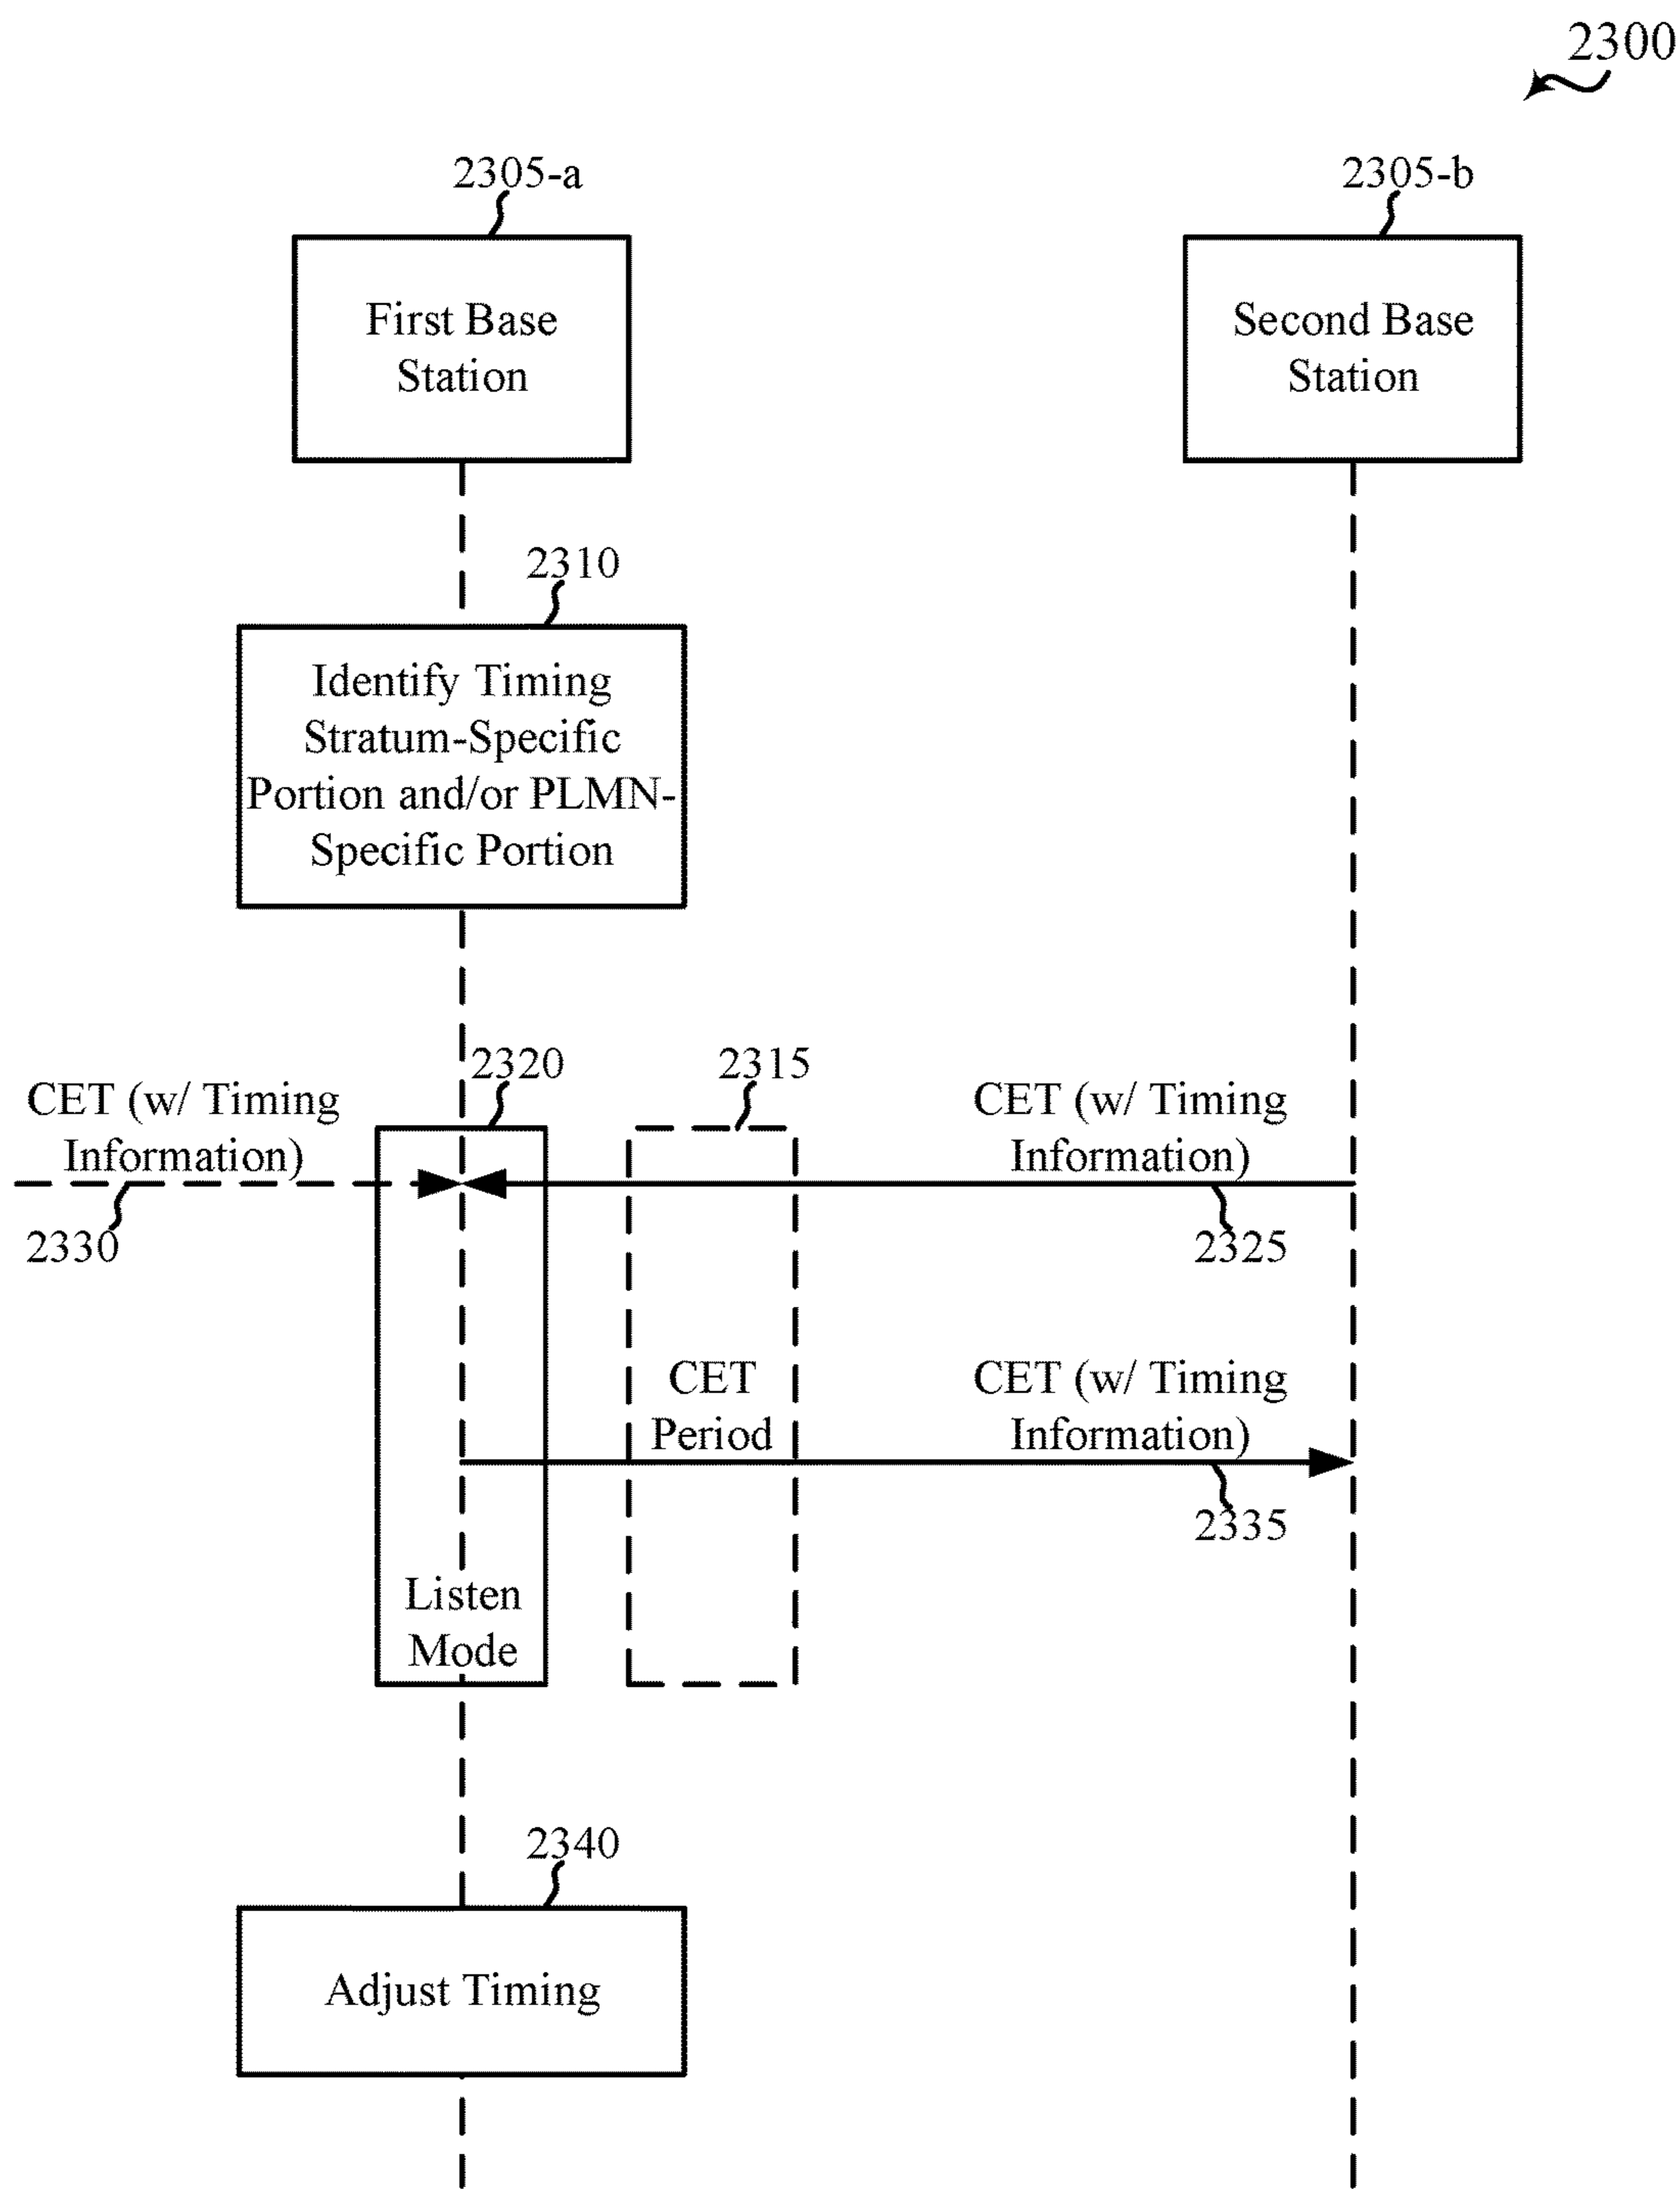 2300
2305-a
2305-b
First Base
Station
Second Base
Station
2310
Identify Timing
Stratum-Specific
Portion and/or PLMN-
Specific Portion
2320
2315
CET (w/ Timing
Information)
CET (w/ Timing
Information)
2330
2325
CET
Period
CET (w/ Timing
Information)
2335
Listen
Mode
2340
Adjust Timing